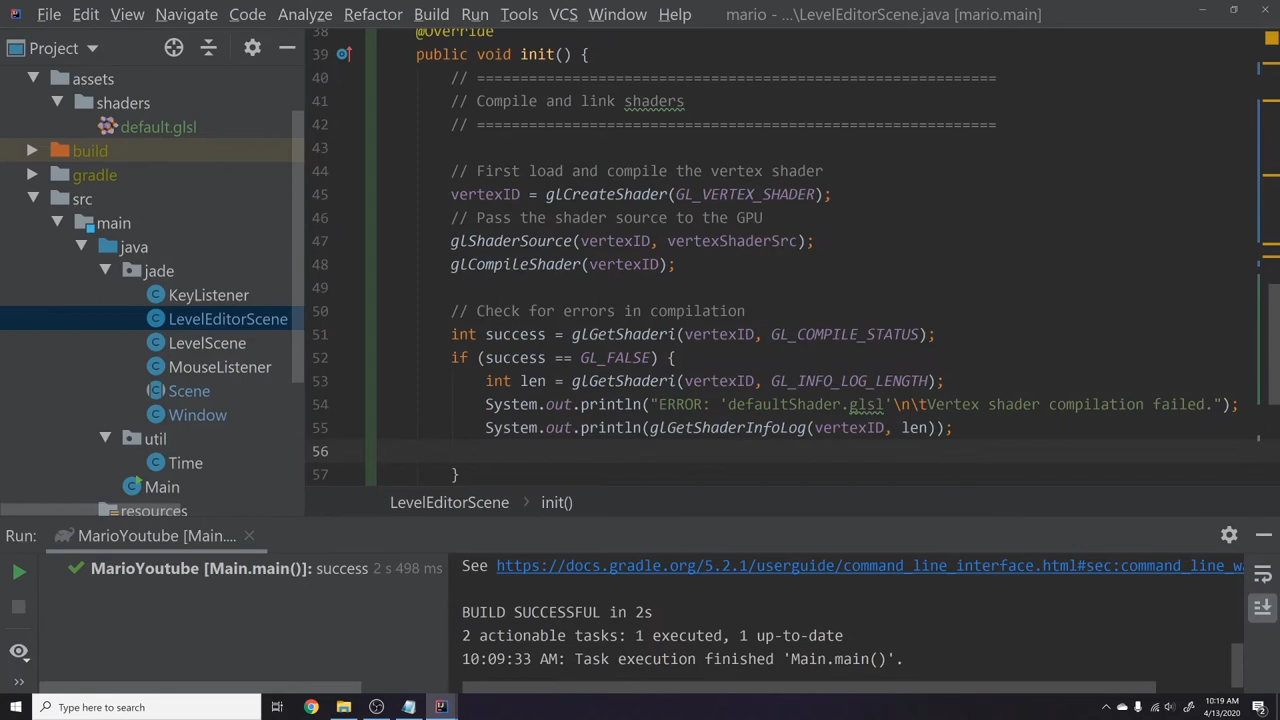 File Edit View Navigate Code Analyze Refactor Build Run Tools VCS Window Help mario - ...\LevelEditorScene.java [mario.main]
Project
assets
shaders
default.glsl
build
gradle
src
main
java
jade
KeyListener
LevelEditorScene
LevelScene
MouseListener
Scene
Window
util
Time
Main
resources
38 @Override
39 public void init() {
40 // =============================================================
41 // Compile and link shaders
42 // =============================================================
43
44 // First load and compile the vertex shader
45 vertexID = glCreateShader(GL_VERTEX_SHADER);
46 // Pass the shader source to the GPU
47 glShaderSource(vertexID, vertexShaderSrc);
48 glCompileShader(vertexID);
49
50 // Check for errors in compilation
51 int success = glGetShaderi(vertexID, GL_COMPILE_STATUS);
52 if (success == GL_FALSE) {
53 int len = glGetShaderi(vertexID, GL_INFO_LOG_LENGTH);
54 System.out.println("ERROR: 'defaultShader.glsl'\n\tVertex shader compilation failed.");
55 System.out.println(glGetShaderInfoLog(vertexID, len));
56
57 }
LevelEditorScene › init()
Run: MarioYoutube [Main....
MarioYoutube [Main.main()]: success 2 s 498 ms
See https://docs.gradle.org/5.2.1/userguide/command_line_interface.html#sec:command_line_wa
BUILD SUCCESSFUL in 2s
2 actionable tasks: 1 executed, 1 up-to-date
10:09:33 AM: Task execution finished 'Main.main()'.
Type here to search
10:19 AM
4/13/2020
2